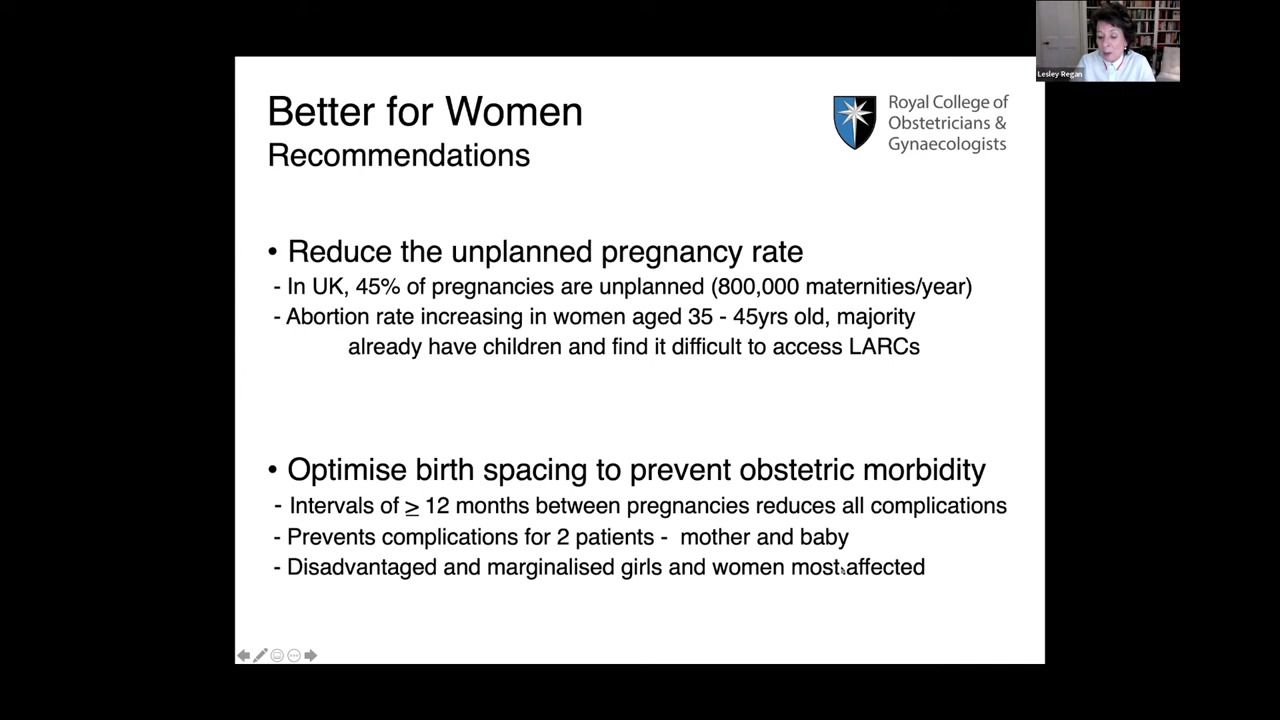 Lesley Regan
Better for Women
Recommendations
Royal College of
Obstetricians &
Gynaecologists
• Reduce the unplanned pregnancy rate
- In UK, 45% of pregnancies are unplanned (800,000 maternities/year)
- Abortion rate increasing in women aged 35 - 45yrs old, majority
already have children and find it difficult to access LARCs
• Optimise birth spacing to prevent obstetric morbidity
- Intervals of ≥ 12 months between pregnancies reduces all complications
- Prevents complications for 2 patients - mother and baby
- Disadvantaged and marginalised girls and women most affected